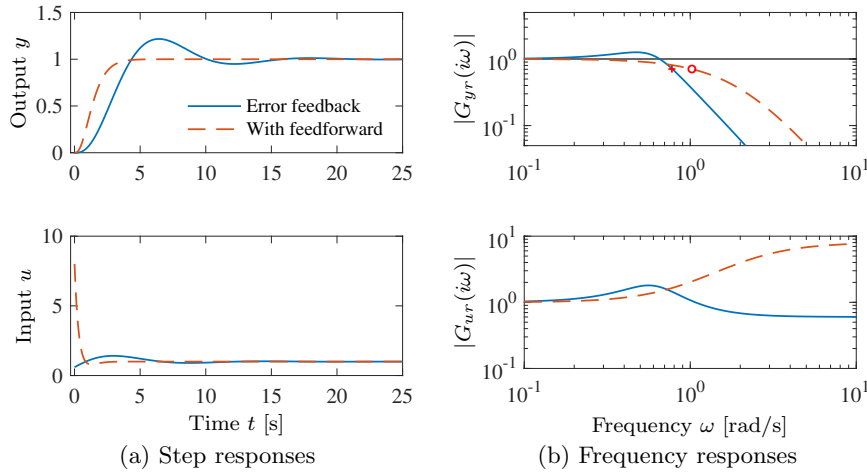 1.5
1
0.5
0
Output y
Error feedback
With feedforward
0 5 10 15 20 25
10
5
0
Input u
0 5 10 15 20 25
Time t [s]
(a) Step responses
10^0
10^-1
|G_yr(iω)|
10^-1 10^0 10^1
10^1
10^0
10^-1
|G_ur(iω)|
10^-1 10^0 10^1
Frequency ω [rad/s]
(b) Frequency responses